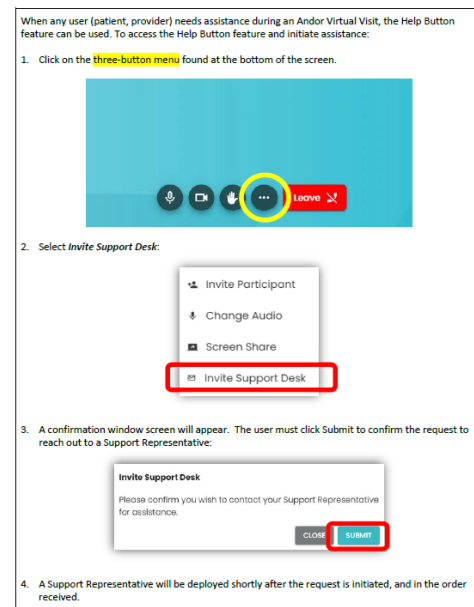 When any user (patient, provider) needs assistance during an Andor Virtual Visit, the Help Button
feature can be used. To access the Help Button feature and initiate assistance:
1. Click on the three-button menu found at the bottom of the screen.
Leave
2. Select Invite Support Desk:
Invite Participant
Change Audio
Screen Share
Invite Support Desk
3. A confirmation window screen will appear. The user must click Submit to confirm the request to
reach out to a Support Representative:
Invite Support Desk
Please confirm you wish to contact your Support Representative
for assistance.
CLOSE SUBMIT
4. A Support Representative will be deployed shortly after the request is initiated, and in the order
received.